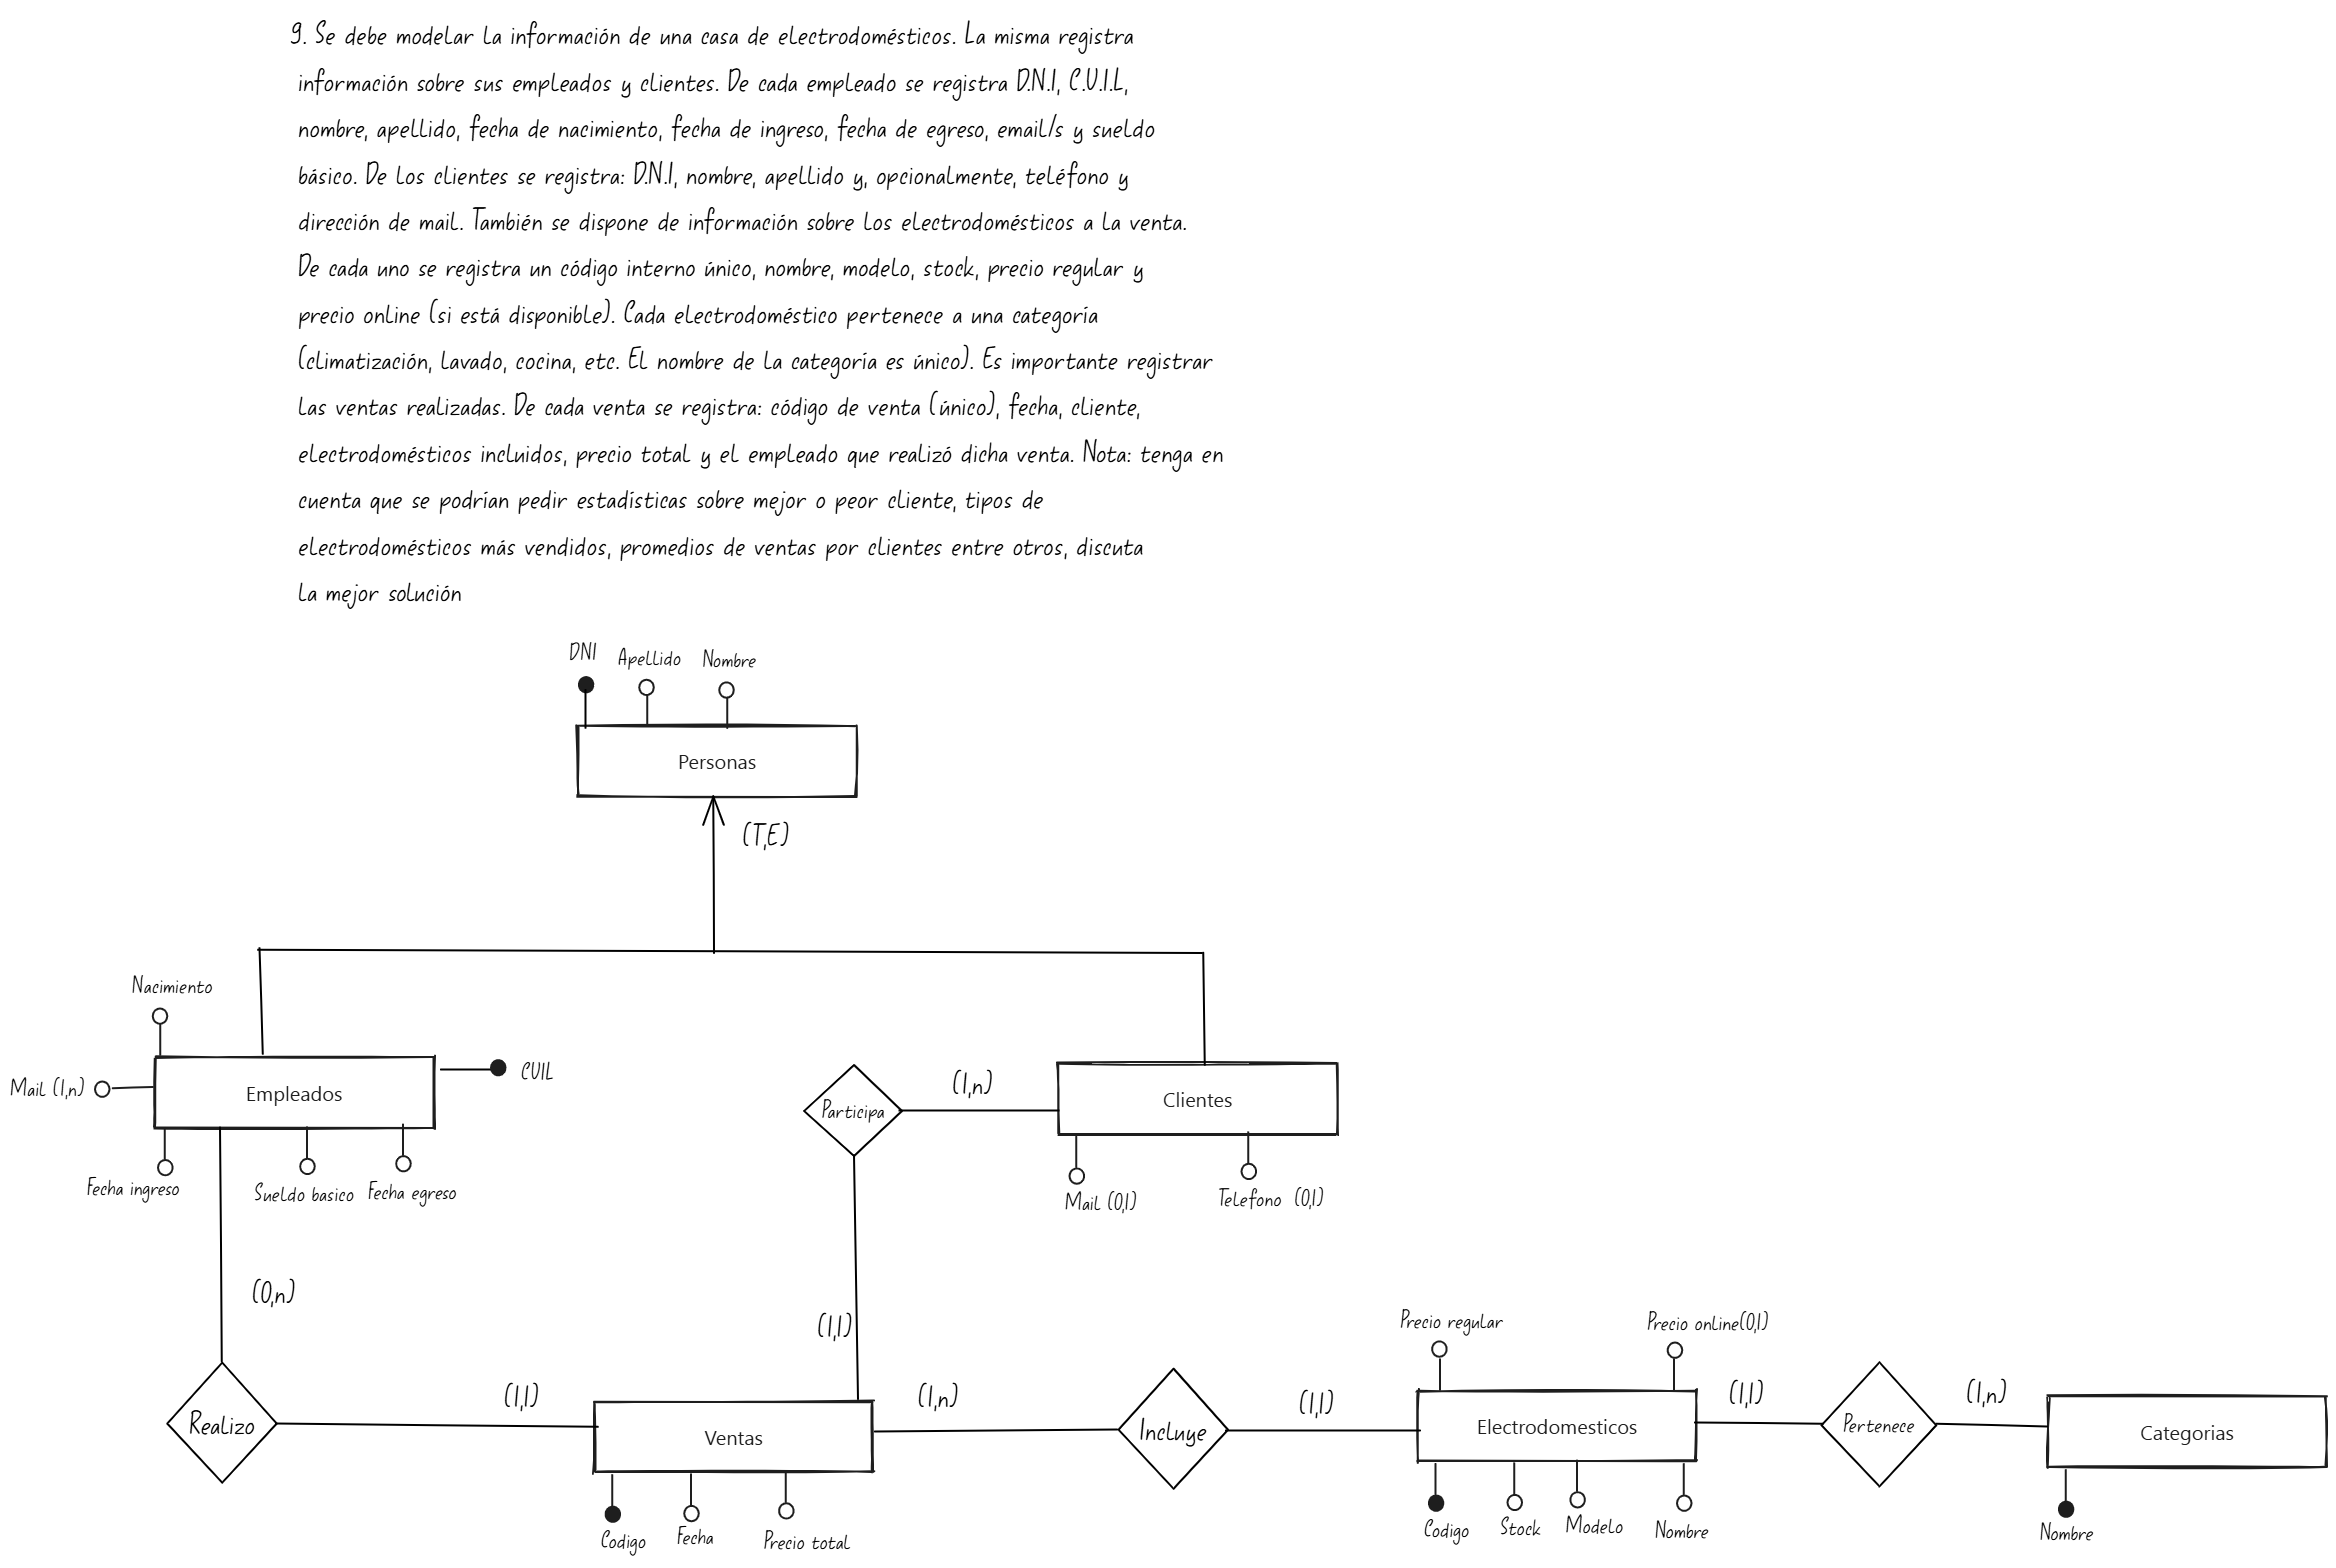 9. Se debe modelar la información de una casa de electrodomésticos. La misma registra
información sobre sus empleados y clientes. De cada empleado se registra D.N.I, C.U.I.L,
nombre, apellido, fecha de nacimiento, fecha de ingreso, fecha de egreso, email/s y sueldo
básico. De los clientes se registra: D.N.I, nombre, apellido y, opcionalmente, teléfono y
dirección de mail. También se dispone de información sobre los electrodomésticos a la venta.
De cada uno se registra un código interno único, nombre, modelo, stock, precio regular y
precio online (si está disponible). Cada electrodoméstico pertenece a una categoría
(climatización, lavado, cocina, etc. El nombre de la categoría es único). Es importante registrar
las ventas realizadas. De cada venta se registra: código de venta (único), fecha, cliente,
electrodomésticos incluidos, precio total y el empleado que realizó dicha venta. Nota: tenga en
cuenta que se podrían pedir estadísticas sobre mejor o peor cliente, tipos de
electrodomésticos más vendidos, promedios de ventas por clientes entre otros, discuta
la mejor solución
DNI
Apellido
Nombre
Personas
(T,E)
Nacimiento
Mail (1,n)
Empleados
CUIL
Fecha ingreso
Sueldo basico
Fecha egreso
Participa
(1,n)
Clientes
Mail (0,1)
Telefono (0,1)
(0,n)
(1,1)
Realizo
(1,1)
Ventas
Codigo
Fecha
Precio total
(1,n)
Incluye
(1,1)
Precio regular
Precio online(0,1)
Electrodomesticos
Codigo
Stock
Modelo
Nombre
(1,1)
Pertenece
(1,n)
Categorias
Nombre